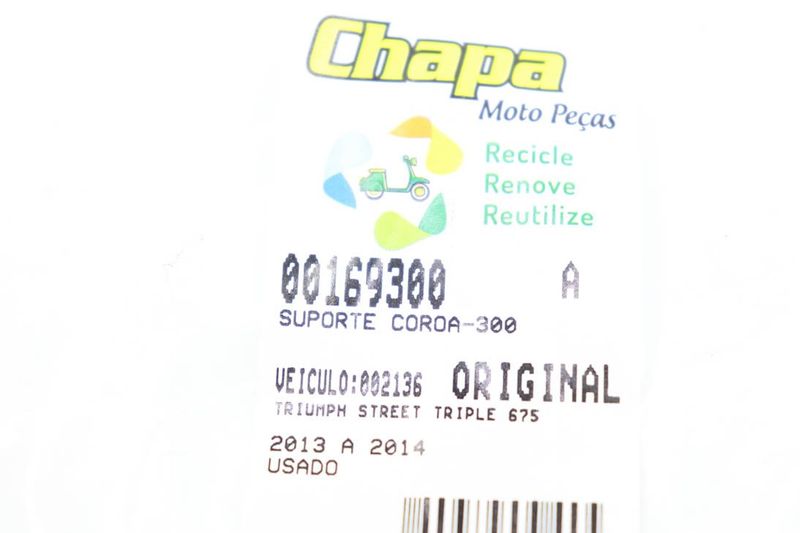 Chapa
Moto Peças
Recicle
Renove
Reutilize
00169300 A
SUPORTE COROA-300
VEICULO:002136 ORIGINAL
TRIUMPH STREET TRIPLE 675
2013 A 2014
USADO